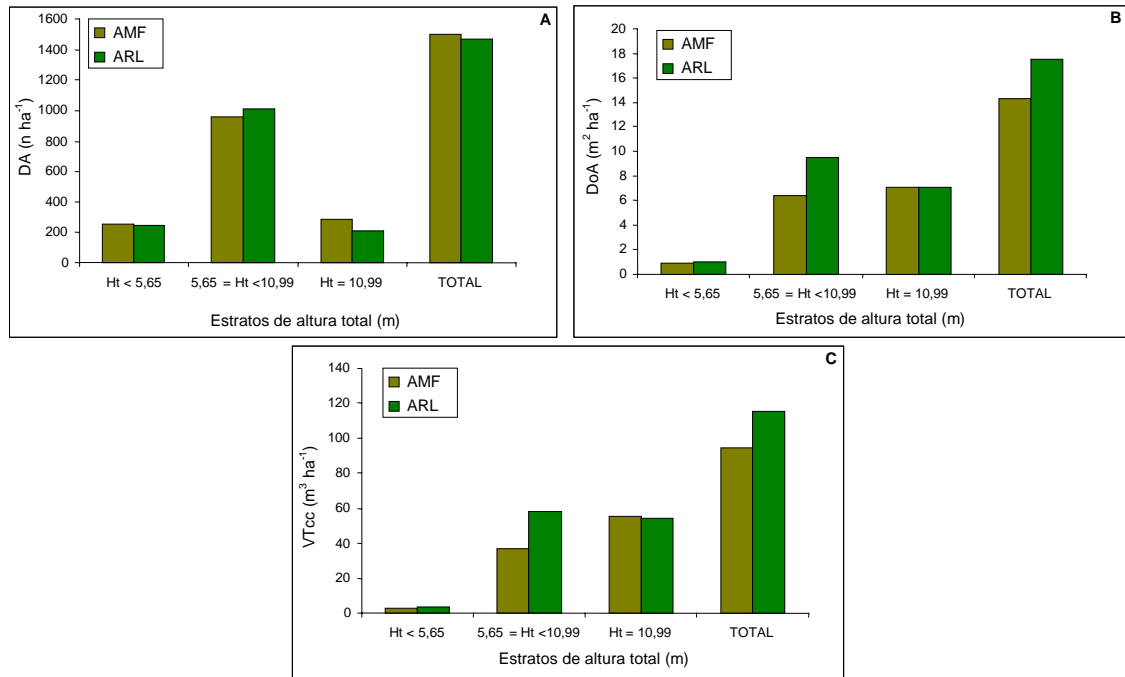 A
AMF
ARL
DA (n ha-1)
1600
1400
1200
1000
800
600
400
200
0
Ht < 5,65
5,65 = Ht <10,99
Ht = 10,99
TOTAL
Estratos de altura total (m)
B
AMF
ARL
DoA (m2 ha-1)
20
18
16
14
12
10
8
6
4
2
0
Ht < 5,65
5,65 = Ht <10,99
Ht = 10,99
TOTAL
Estratos de altura total (m)
C
AMF
ARL
VTcc (m3 ha-1)
140
120
100
80
60
40
20
0
Ht < 5,65
5,65 = Ht <10,99
Ht = 10,99
TOTAL
Estratos de altura total (m)